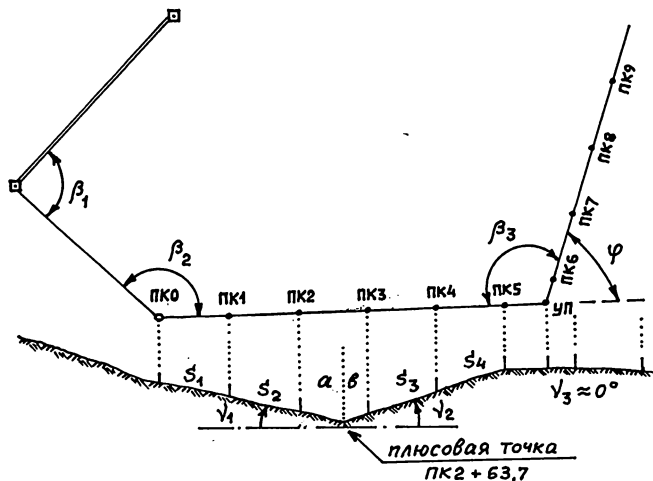 ПК9
ПК8
β₁
ПК7
β₂
β₃
φ
ПК6
ПК0
ПК1
ПК2
ПК3
ПК4
ПК5
УП
S₁
S₂
а
в
S₃
S₄
ν₁
ν₂
ν₃ ≈ 0°
плюсовая точка
ПК2 + 63,7